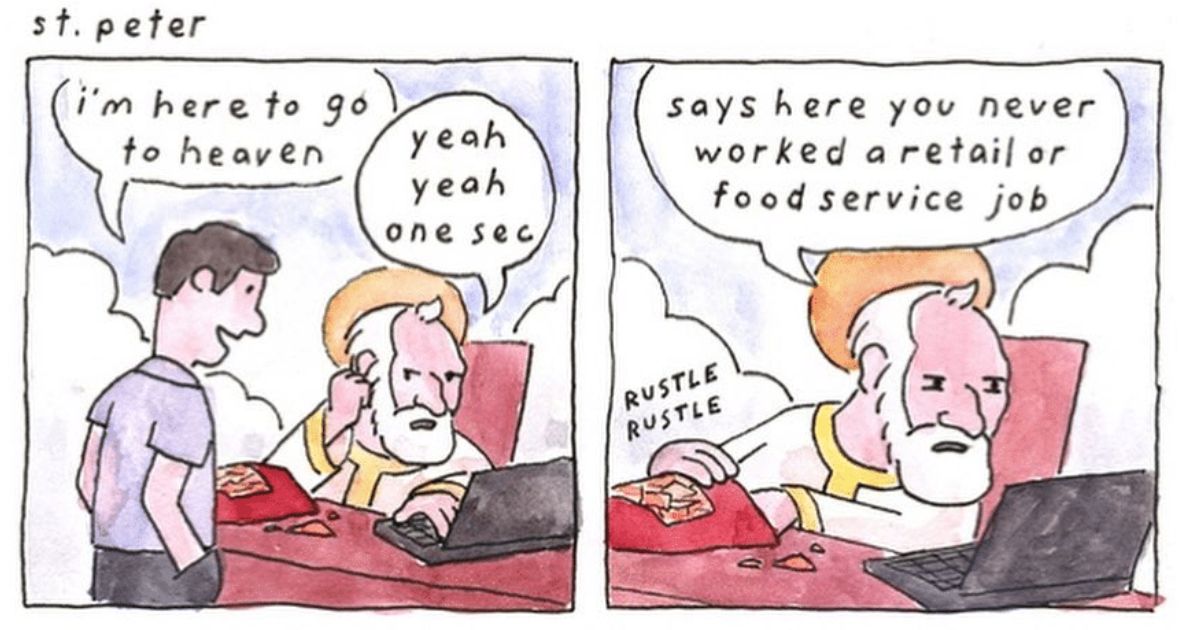 st. peter
i'm here to go
to heaven
yeah
yeah
one sec
says here you never
worked a retail or
food service job
RUSTLE
RUSTLE